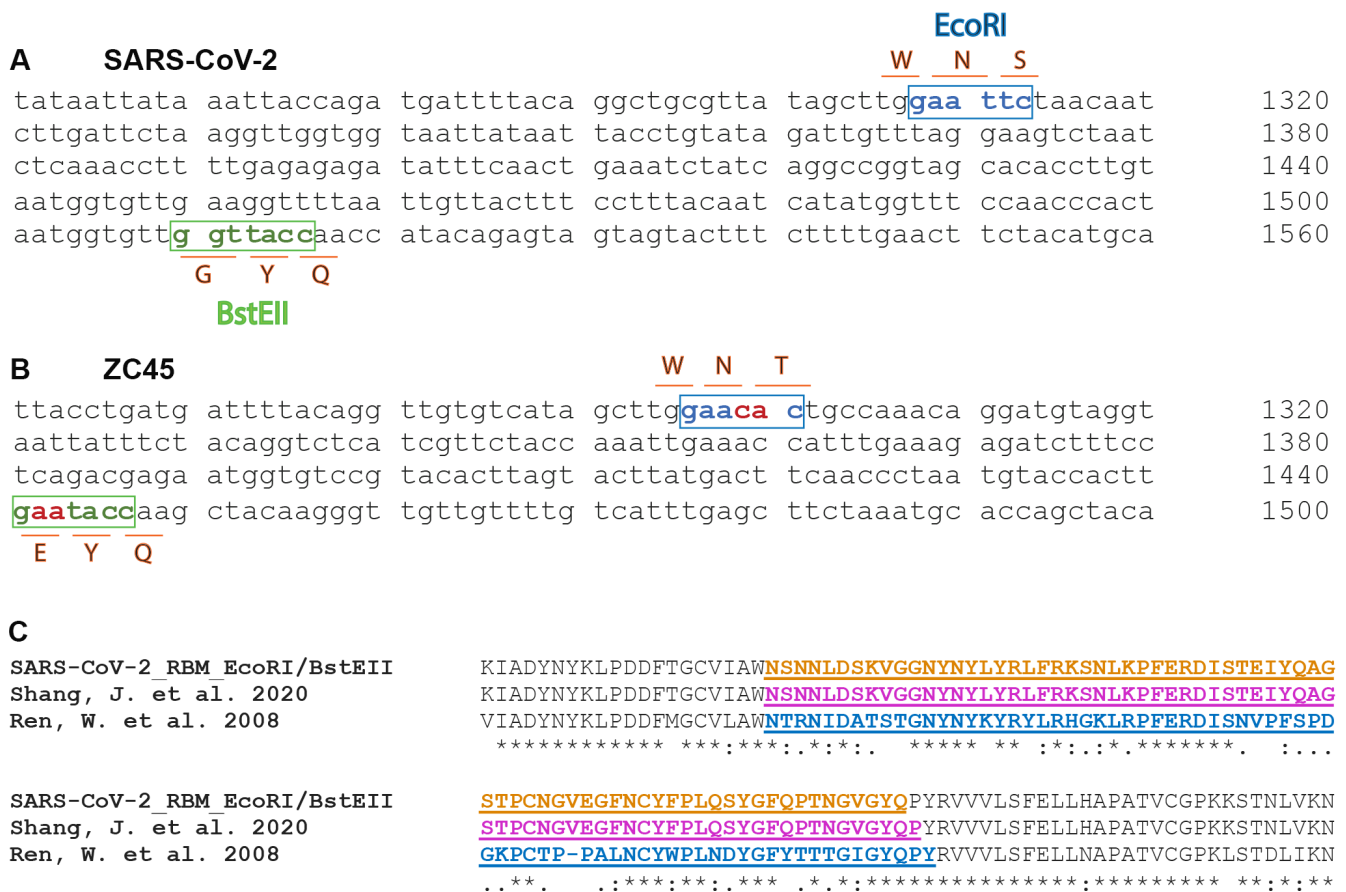 EcoRI
A SARS-CoV-2 W N S
tataattata aattaccaga tgattttaca ggctgcgtta tagcttggaa ttctaacaat 1320
cttgattcta aggttggtgg taattataat tacctgtata gattgtttag gaagtctaat 1380
ctcaaacctt ttgagagaga tatttcaact gaaatctatc aggccggtag cacaccttgt 1440
aatggtgttg aaggttttaa ttgttacttt cctttacaat catatggttt ccaacccact 1500
aatggtgttg gttaccaacc atacagagta gtagtacttt cttttgaact tctacatgca 1560
G Y Q
BstEII
B ZC45 W N T
ttacctgatg attttacagg ttgtgtcata gcttggaaca ctgccaaaca ggatgtaggt 1320
aattatttct acaggtctca tcgttctacc aaattgaaac catttgaaag agatctttcc 1380
tcagacgaga atggtgtccg tacacttagt acttatgact tcaaccctaa tgtaccactt 1440
gaataccaag ctacaagggt tgttgttttg tcatttgagc ttctaaatgc accagctaca 1500
E Y Q
C
SARS-CoV-2_RBM_EcoRI/BstEII KIADYNYKLPDDFTGCVIAWNSNNLDSKVGGNYNYLYRLFRKSNLKPFERDISTEIYQAG
Shang, J. et al. 2020 KIADYNYKLPDDFTGCVIAWNSNNLDSKVGGNYNYLYRLFRKSNLKPFERDISTEIYQAG
Ren, W. et al. 2008 VIADYNYKLPDDFMGCVLAWNTRNIDATSTGNYNYKYRYLRHGKLRPFERDISNVPFSPD
************ ***:***:.*:*:. ***** ** :*:.*:*******. :...
SARS-CoV-2_RBM_EcoRI/BstEII STPCNGVEGFNCYFPLQSYGFQPTNGVGYQPYRVVVLSFELLHAPATVCGPKKSTNLVKN
Shang, J. et al. 2020 STPCNGVEGFNCYFPLQSYGFQPTNGVGYQPYRVVVLSFELLHAPATVCGPKKSTNLVKN
Ren, W. et al. 2008 GKPCTP-PALNCYWPLNDYGFYTTTGIGYQPYRVVVLSFELLNAPATVCGPKLSTDLIKN
..**. .:***:**:.*** .*.*:***************:********* **:*:**